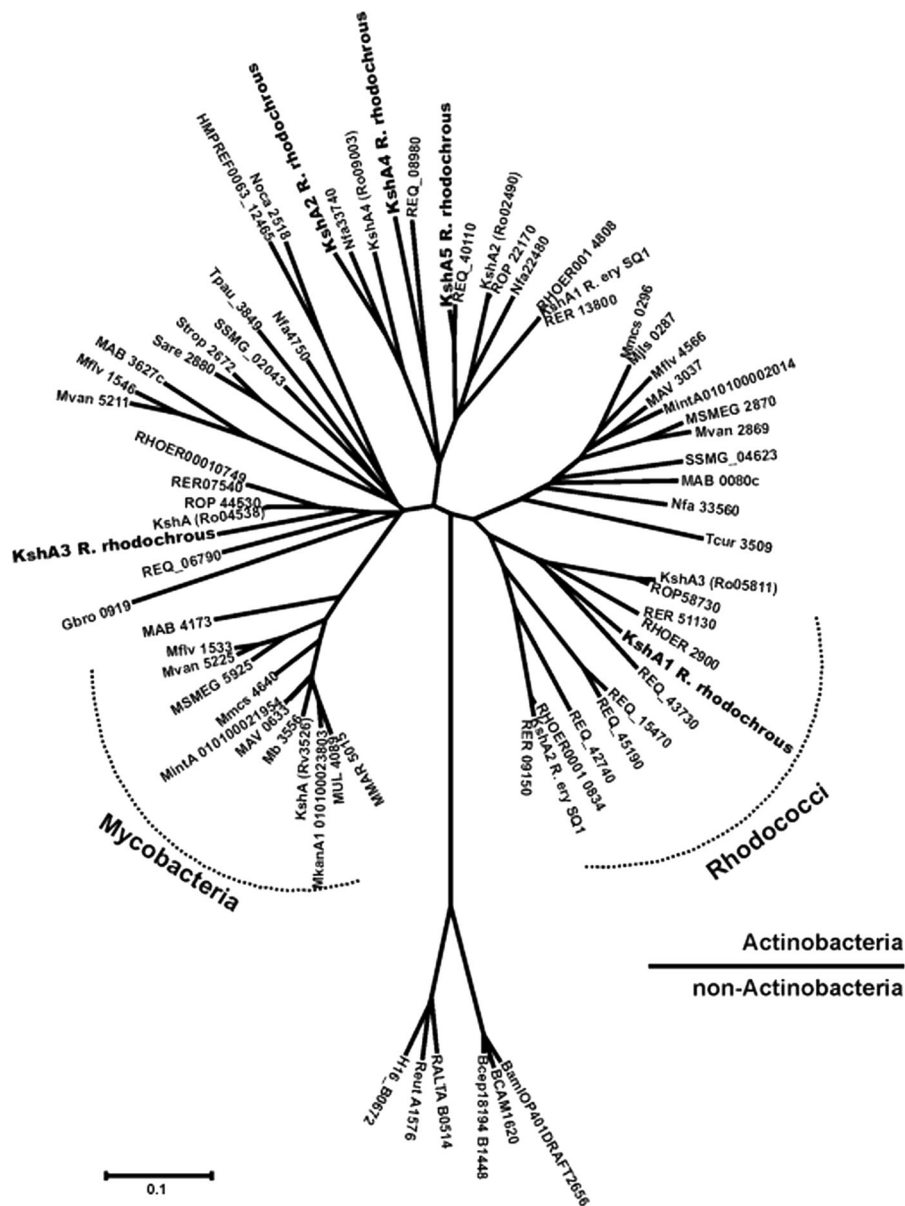 HMPREF0063_12465
Noca 2518
KshA2 R. rhodochrous
Nfa33740
KshA4 (Ro09003)
KshA4 R. rhodochrous
REQ_08980
KshA5 R. rhodochrous
REQ_40110
KshA2 (Ro02490)
ROP 22170
Nfa22480
RHOER001 4808
KshA1 R. ery SQ1
RER 13800
Mmcs 0296
Mjls 0287
Mflv 4566
MAV 3037
MintA010100002014
MSMEG 2870
Mvan 2869
SSMG_04623
MAB 0080c
Nfa 33560
Tcur 3509
KshA3 (Ro05811)
ROP58730
RER 51130
RHOER 2900
KshA1 R. rhodochrous
REQ_43730
REQ_15470
REQ_45190
REQ_42740
RHOER0001 0834
KshA2 R. ery SQ1
RER 09150
Rhodococci
Tpau_3849
Nfa4750
SSMG_02043
Strop 2672
Sare 2680
MAB 3627c
Mflv 1546
Mvan 5211
RHOER00010749
RER07540
ROP 44530
KshA (Ro04538)
KshA3 R. rhodochrous
REQ_06790
Gbro 0919
MAB 4173
Mflv 1533
Mvan 5225
MSMEG 5925
Mmcs 4640
MintA 010100021954
MAV 0633
Mb 3556
KshA (Rv3526)
MkanA1 010100023803
MUL 4089
MMAR 5015
Mycobacteria
Actinobacteria
non-Actinobacteria
H16_B0672
Reut A1576
RALTA B0514
Bcep18194 B1448
BCAM1620
BamIOP401DRAFT2656
0.1